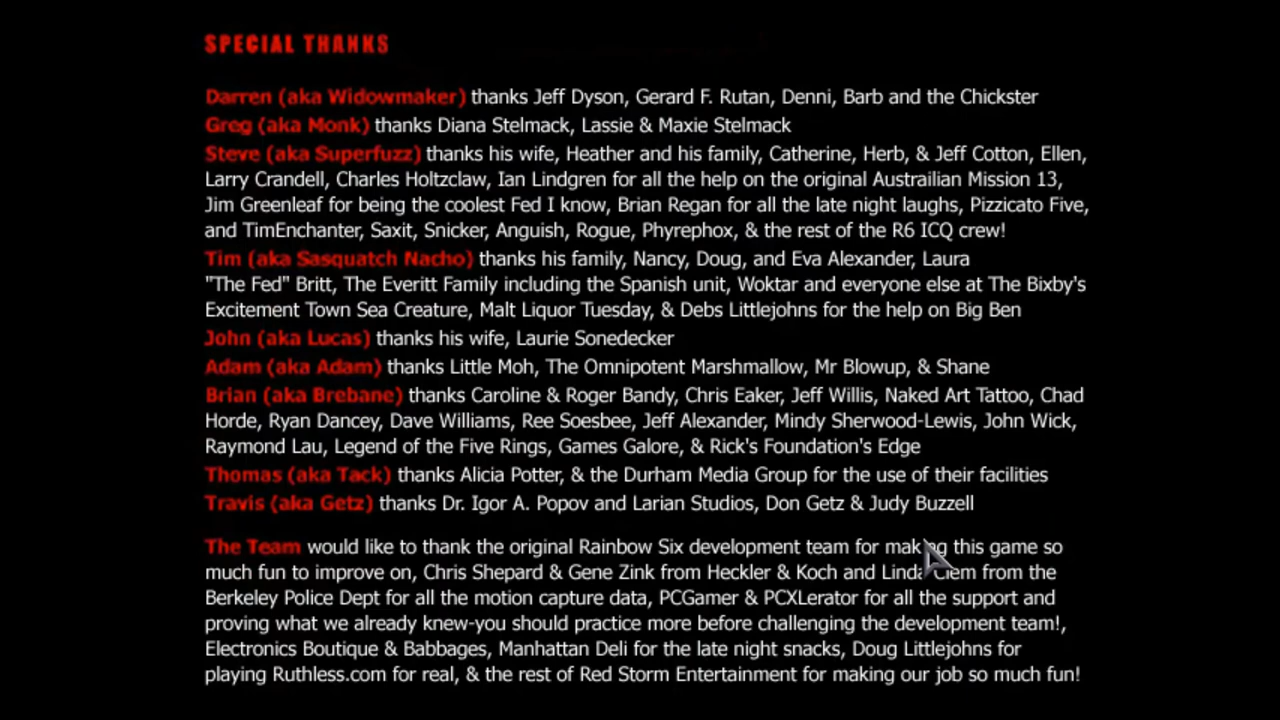 SPECIAL THANKS
Darren (aka Widowmaker) thanks Jeff Dyson, Gerard F. Rutan, Denni, Barb and the Chickster
Greg (aka Monk) thanks Diana Stelmack, Lassie & Maxie Stelmack
Steve (aka Superfuzz) thanks his wife, Heather and his family, Catherine, Herb, & Jeff Cotton, Ellen,
Larry Crandell, Charles Holtzclaw, Ian Lindgren for all the help on the original Austrailian Mission 13,
Jim Greenleaf for being the coolest Fed I know, Brian Regan for all the late night laughs, Pizzicato Five,
and TimEnchanter, Saxit, Snicker, Anguish, Rogue, Phyrephox, & the rest of the R6 ICQ crew!
Tim (aka Sasquatch Nacho) thanks his family, Nancy, Doug, and Eva Alexander, Laura
"The Fed" Britt, The Everitt Family including the Spanish unit, Woktar and everyone else at The Bixby's
Excitement Town Sea Creature, Malt Liquor Tuesday, & Debs Littlejohns for the help on Big Ben
John (aka Lucas) thanks his wife, Laurie Sonedecker
Adam (aka Adam) thanks Little Moh, The Omnipotent Marshmallow, Mr Blowup, & Shane
Brian (aka Brebane) thanks Caroline & Roger Bandy, Chris Eaker, Jeff Willis, Naked Art Tattoo, Chad
Horde, Ryan Dancey, Dave Williams, Ree Soesbee, Jeff Alexander, Mindy Sherwood-Lewis, John Wick,
Raymond Lau, Legend of the Five Rings, Games Galore, & Rick's Foundation's Edge
Thomas (aka Tack) thanks Alicia Potter, & the Durham Media Group for the use of their facilities
Travis (aka Getz) thanks Dr. Igor A. Popov and Larian Studios, Don Getz & Judy Buzzell
The Team would like to thank the original Rainbow Six development team for making this game so
much fun to improve on, Chris Shepard & Gene Zink from Heckler & Koch and Linda from the
Berkeley Police Dept for all the motion capture data, PCGamer & PCXLerator for all the support and
proving what we already knew-you should practice more before challenging the development team!,
Electronics Boutique & Babbages, Manhattan Deli for the late night snacks, Doug Littlejohns for
playing Ruthless.com for real, & the rest of Red Storm Entertainment for making our job so much fun!